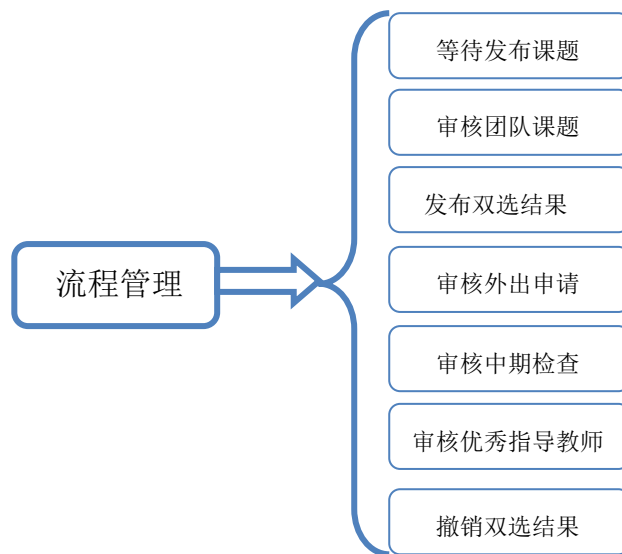 等待发布课题
审核团队课题
发布双选结果
流程管理
审核外出申请
审核中期检查
审核优秀指导教师
撤销双选结果